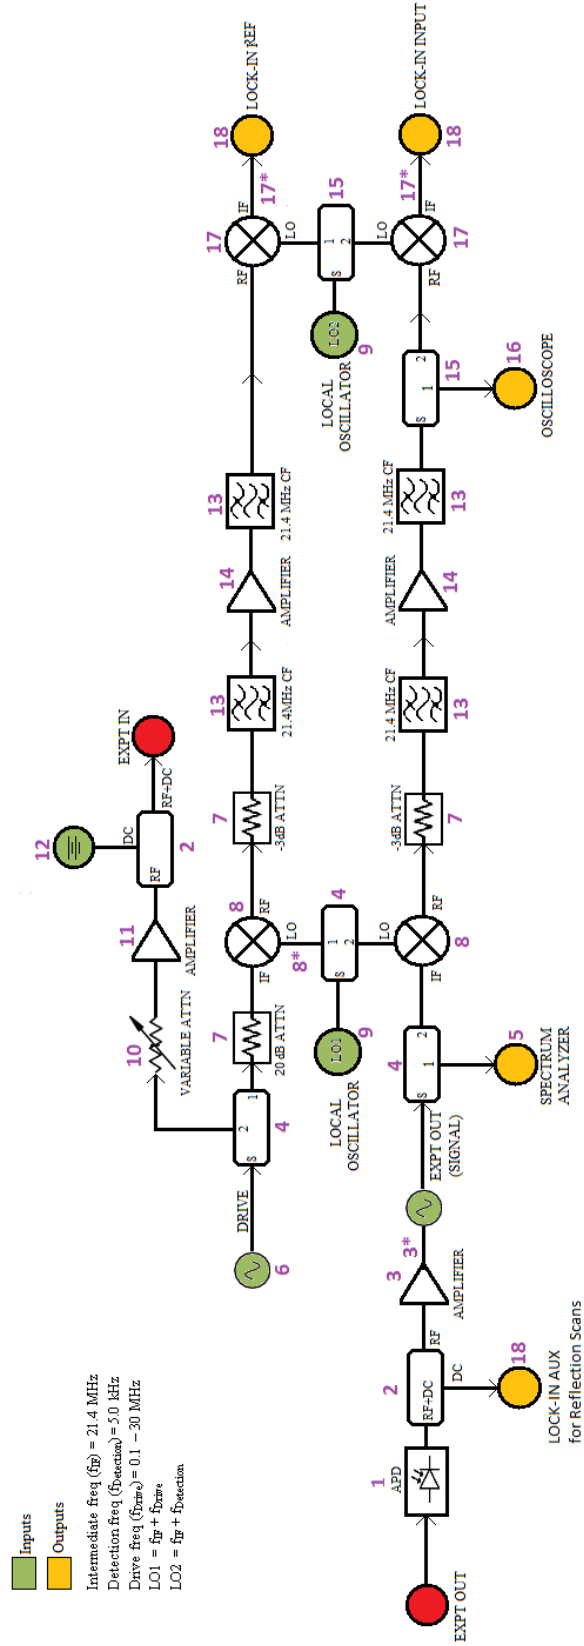 Inputs
Outputs
Intermediate freq (fIF) = 21.4 MHz
Detection freq (fDetection) = 5.0 kHz
Drive freq (fDrive) = 0.1 – 30 MHz
LO1 = fIF + fDrive
LO2 = fIF + fDetection
12
DC
10
11
RF
2
RF+DC
EXPT IN
VARIABLE ATTN
AMPLIFIER
6
DRIVE
S
2
1
4
7
20 dB ATTN
IF
8
RF
LO
7
-3dB ATTN
13
21.4MHz CF
14
AMPLIFIER
13
21.4 MHz CF
RF
17
IF
LO
17*
18
LOCK-IN REF
LOCAL
OSCILLATOR
LO1
9
8*
S
1
2
4
LO
LOCAL
OSCILLATOR
LO2
9
S
1
2
15
LO
EXPT OUT
1
APD
2
RF+DC
RF
DC
18
LOCK-IN AUX
for Reflection Scans
3
AMPLIFIER
3*
EXPT OUT
(SIGNAL)
4
S
1
2
5
SPECTRUM
ANALYZER
IF
8
RF
-3dB ATTN
7
21.4 MHz CF
13
AMPLIFIER
14
21.4 MHz CF
13
S
1
2
15
16
OSCILLOSCOPE
RF
17
IF
17*
18
LOCK-IN INPUT